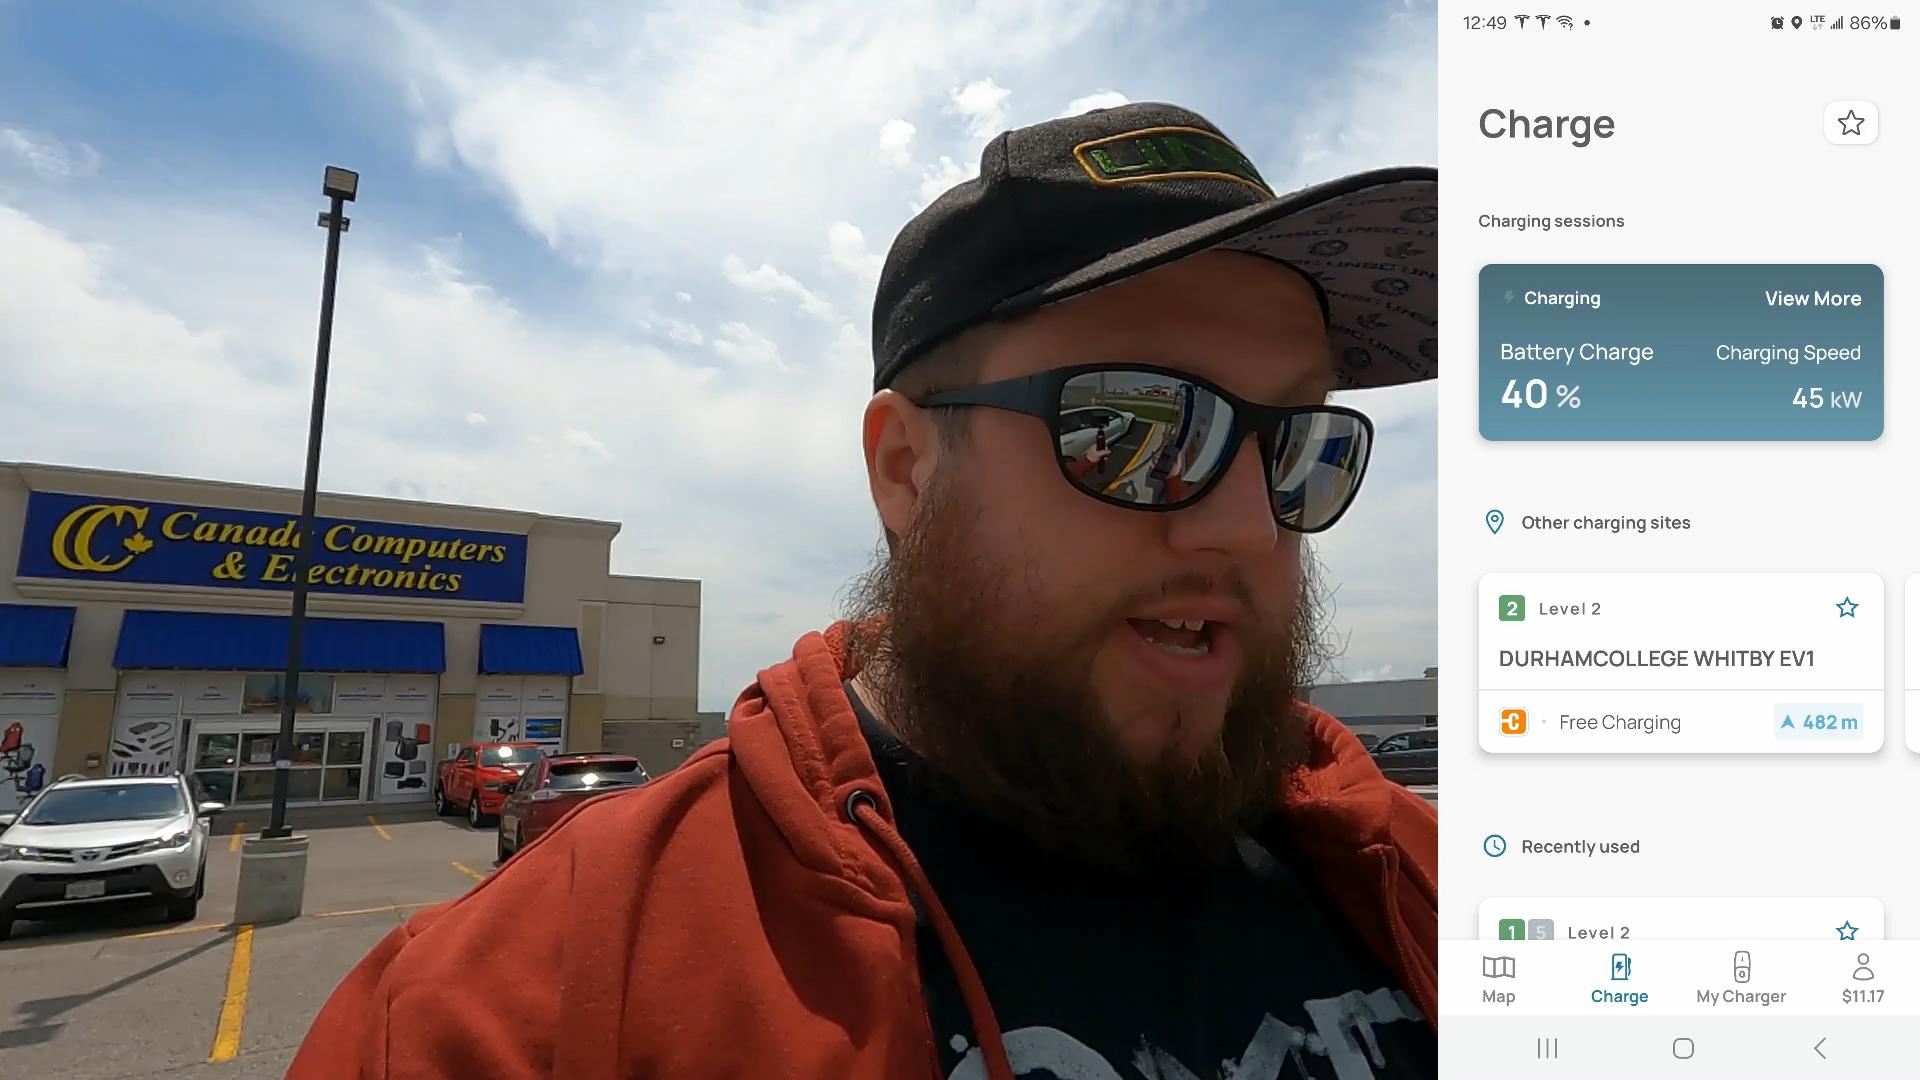 Canada Computers
& Electronics
UNSC
12:49
LTE
86%
Charge
Charging sessions
Charging
View More
Battery Charge
Charging Speed
40 %
45 kW
Other charging sites
2 Level 2
DURHAMCOLLEGE WHITBY EV1
Free Charging
482 m
Recently used
1 5 Level 2
Map
Charge
My Charger
$11.17